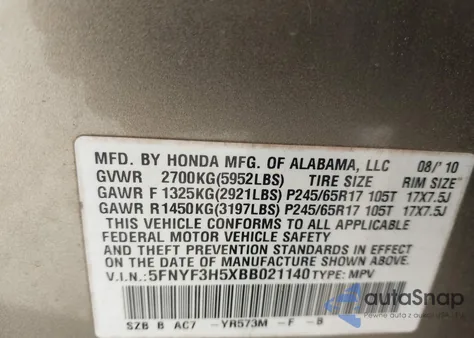 MFD. BY HONDA MFG. OF ALABAMA, LLC 08/'10
GVWR 2700KG(5952LBS) TIRE SIZE RIM SIZE
GAWR F 1325KG(2921LBS) P245/65R17 105T 17X7.5J
GAWR R1450KG(3197LBS) P245/65R17 105T 17X7.5J
THIS VEHICLE CONFORMS TO ALL APPLICABLE
FEDERAL MOTOR VEHICLE SAFETY
AND THEFT PREVENTION STANDARDS IN EFFECT
ON THE DATE OF MANUFACTURE SHOWN ABOVE.
V.I.N.:5FNYF3H5XBB021140 TYPE: MPV
SZB B AC7 -YR573M -F -B
autoSnap